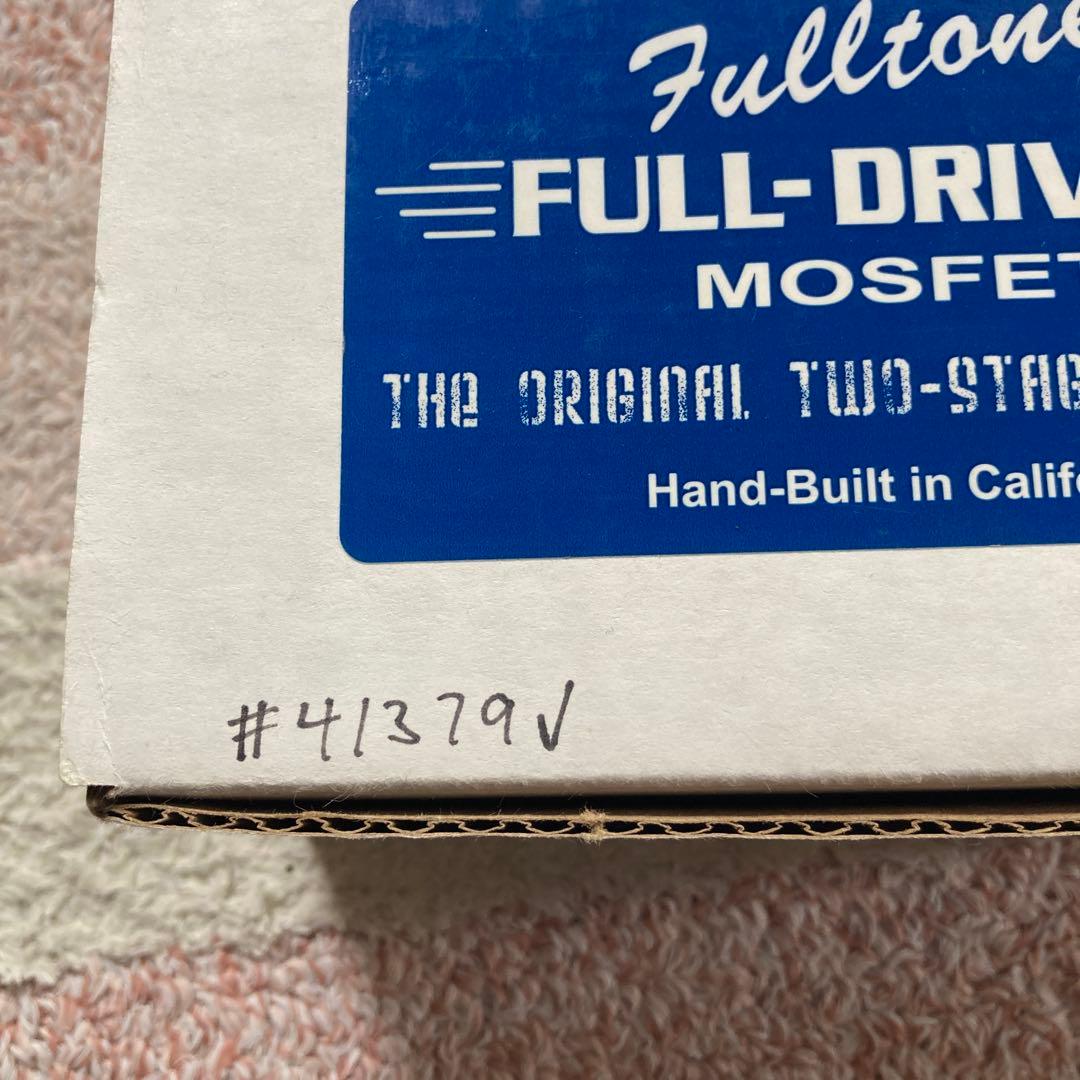 Fulltone
FULL-DRIV
MOSFET
THE ORIGINAL TWO-STAG
Hand-Built in Calif
#41379√